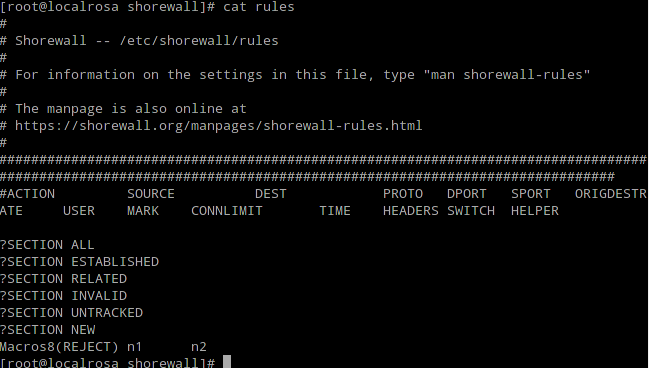 [root@localrosa shorewall]# cat rules
#
# Shorewall -- /etc/shorewall/rules
#
# For information on the settings in this file, type "man shorewall-rules"
#
# The manpage is also online at
# https://shorewall.org/manpages/shorewall-rules.html
#
#################################################################################
#############################################################################
#ACTION SOURCE DEST PROTO DPORT SPORT ORIGDESTR
ATE USER MARK CONNLIMIT TIME HEADERS SWITCH HELPER
?SECTION ALL
?SECTION ESTABLISHED
?SECTION RELATED
?SECTION INVALID
?SECTION UNTRACKED
?SECTION NEW
Macros8(REJECT) n1 n2
[root@localrosa shorewall]#